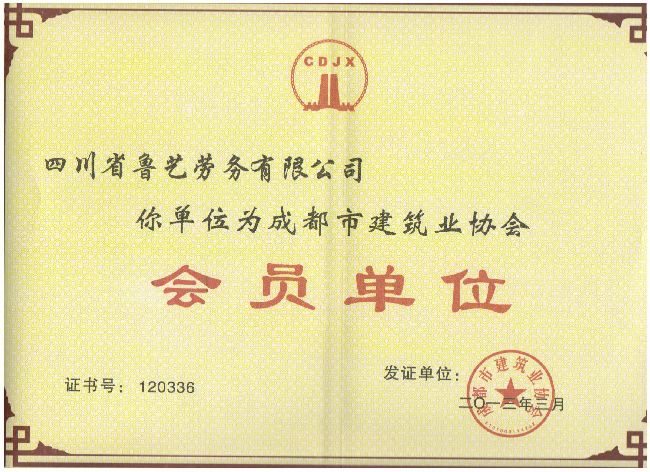 CDJX
四川省鲁艺劳务有限公司
你单位为成都市建筑业协会
会员单位
证书号：120336
发证单位：
成都市建筑业协会
二〇一三年三月